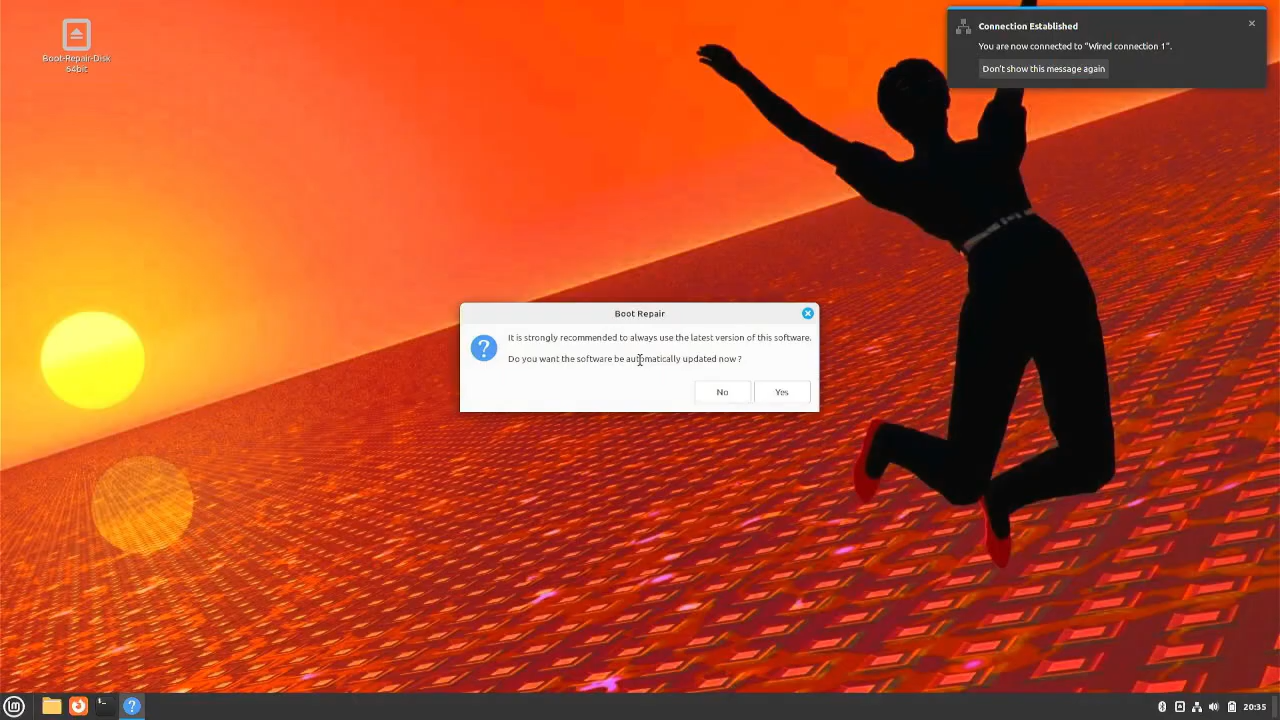 Boot-Repair-Disk
64bit
Connection Established
You are now connected to “Wired connection 1”.
Don't show this message again
Boot Repair
It is strongly recommended to always use the latest version of this software.
Do you want the software be automatically updated now ?
No
Yes
20:35